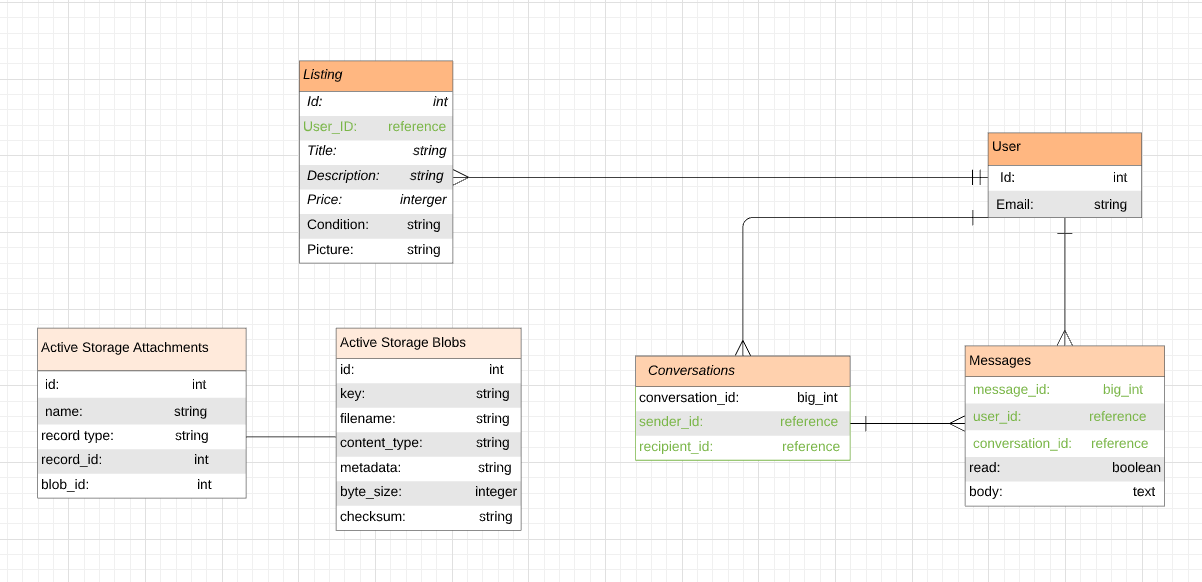 Listing
Id: int
User_ID: reference
Title: string
Description: string
Price: interger
Condition: string
Picture: string
User
Id: int
Email: string
Active Storage Attachments
id: int
name: string
record type: string
record_id: int
blob_id: int
Active Storage Blobs
id: int
key: string
filename: string
content_type: string
metadata: string
byte_size: integer
checksum: string
Conversations
conversation_id: big_int
sender_id: reference
recipient_id: reference
Messages
message_id: big_int
user_id: reference
conversation_id: reference
read: boolean
body: text